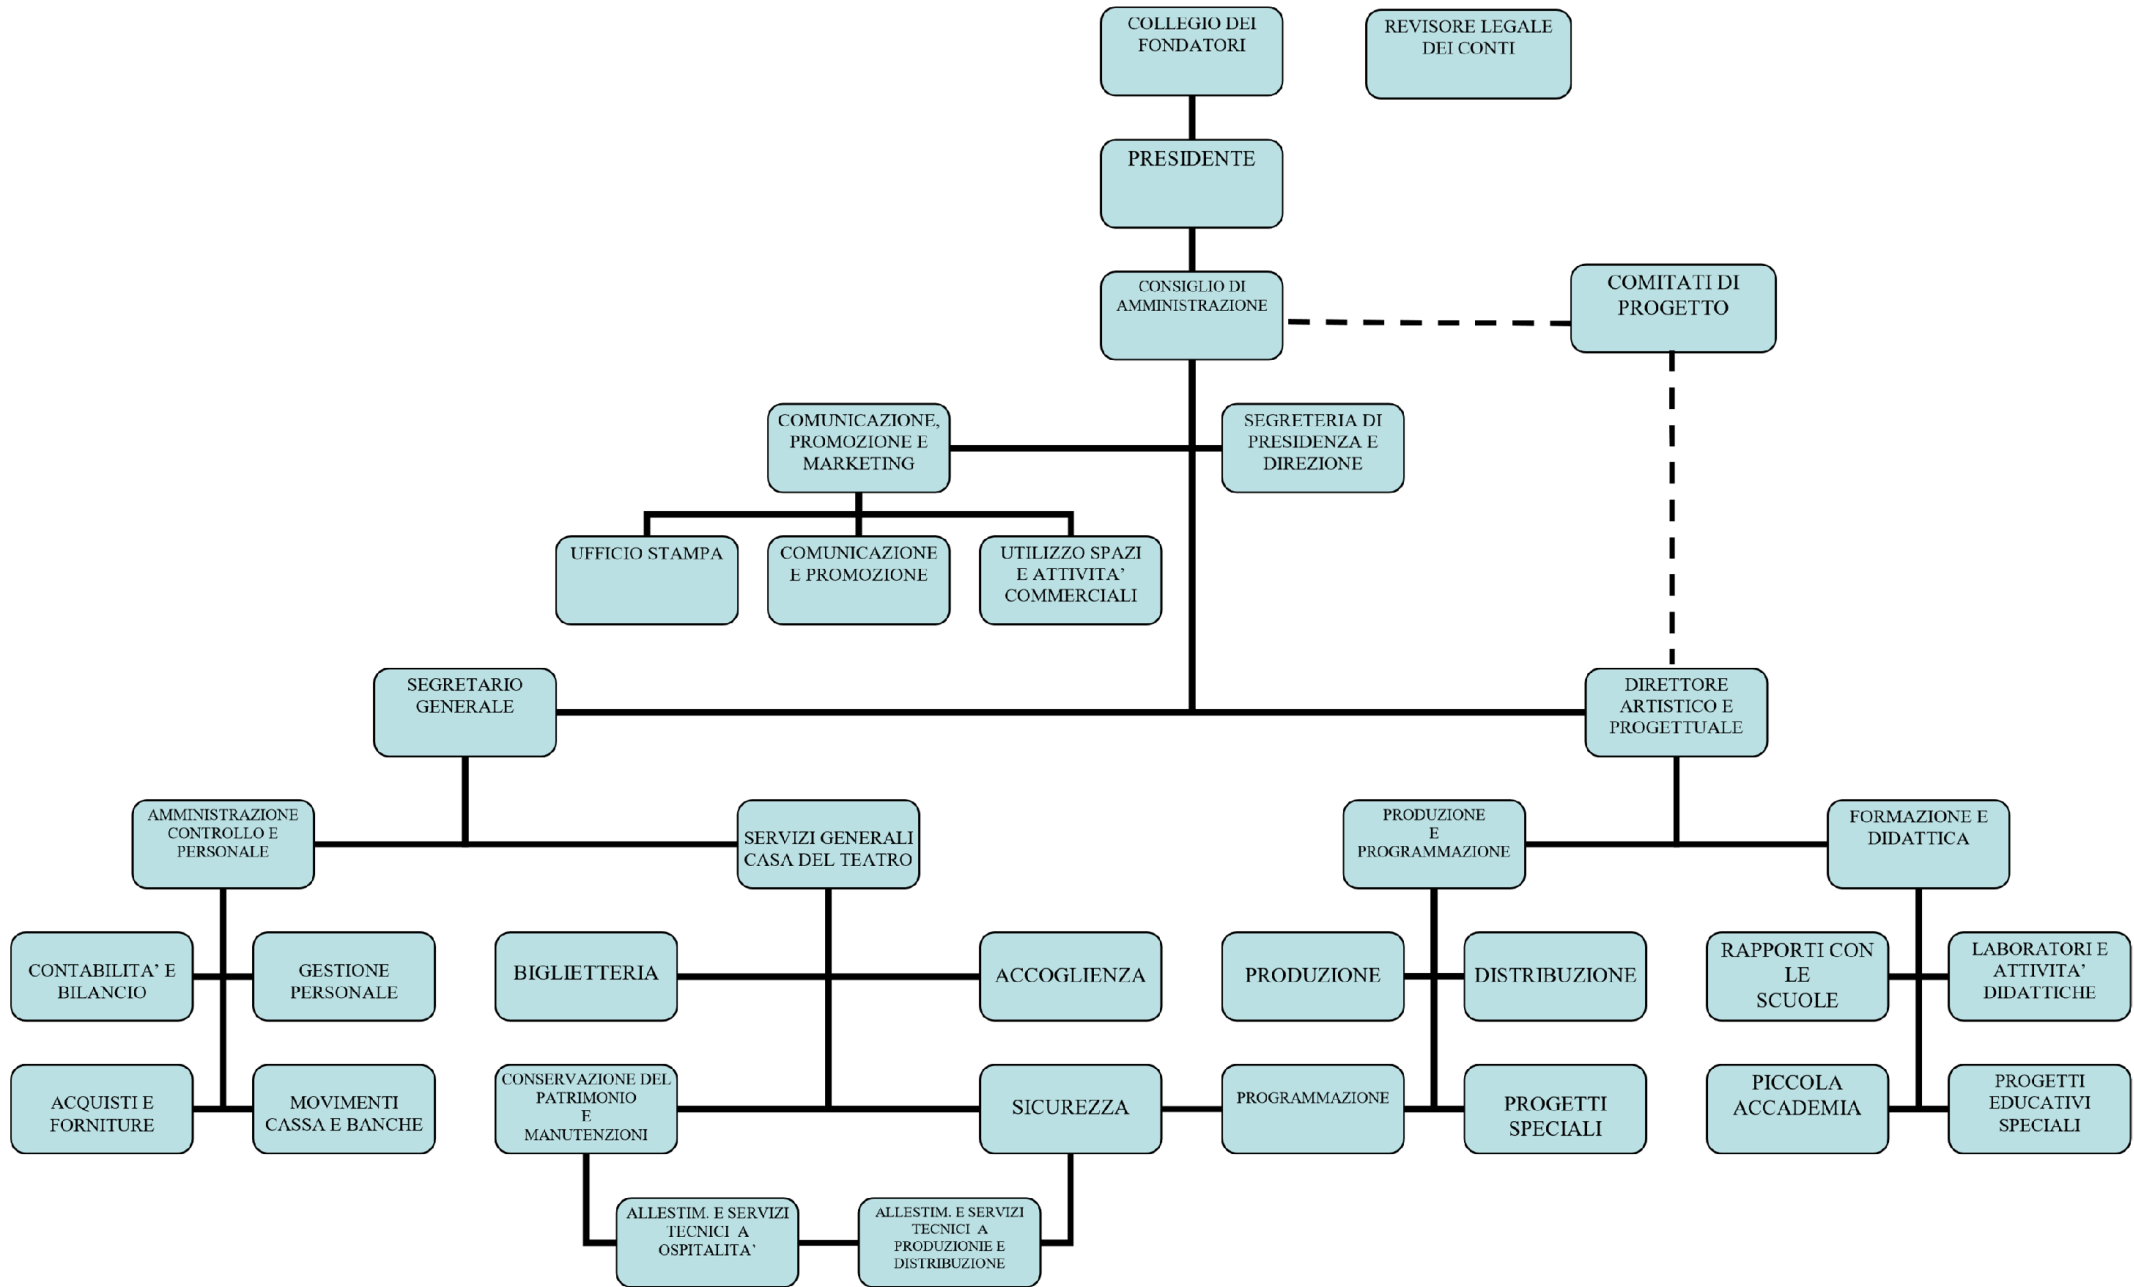 COLLEGIO DEI
FONDATORI
REVISORE LEGALE
DEI CONTI
PRESIDENTE
CONSIGLIO DI
AMMINISTRAZIONE
COMITATI DI
PROGETTO
COMUNICAZIONE,
PROMOZIONE E
MARKETING
SEGRETERIA DI
PRESIDENZA E
DIREZIONE
UFFICIO STAMPA
COMUNICAZIONE
E PROMOZIONE
UTILIZZO SPAZI
E ATTIVITA’
COMMERCIALI
SEGRETARIO
GENERALE
DIRETTORE
ARTISTICO E
PROGETTUALE
AMMINISTRAZIONE
CONTROLLO E
PERSONALE
SERVIZI GENERALI
CASA DEL TEATRO
PRODUZIONE
E
PROGRAMMAZIONE
FORMAZIONE E
DIDATTICA
CONTABILITA’ E
BILANCIO
GESTIONE
PERSONALE
BIGLIETTERIA
ACCOGLIENZA
PRODUZIONE
DISTRIBUZIONE
RAPPORTI CON
LE
SCUOLE
LABORATORI E
ATTIVITA’
DIDATTICHE
ACQUISTI E
FORNITURE
MOVIMENTI
CASSA E BANCHE
CONSERVAZIONE DEL
PATRIMONIO
E
MANUTENZIONI
SICUREZZA
PROGRAMMAZIONE
PROGETTI
SPECIALI
PICCOLA
ACCADEMIA
PROGETTI
EDUCATIVI
SPECIALI
ALLESTIM. E SERVIZI
TECNICI A
OSPITALITA’
ALLESTIM. E SERVIZI
TECNICI A
PRODUZIONIE E
DISTRIBUZIONE